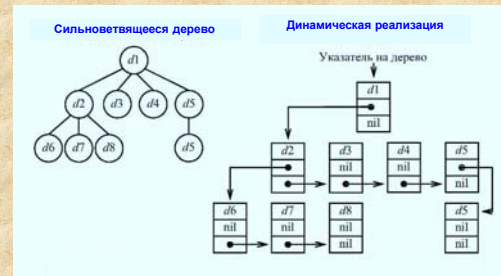 Сильноветвящееся дерево
Динамическая реализация
Указатель на дерево
d1
d2 d3 d4 d5
d6 d7 d8 d5
d1
nil
d2 d3 d4 d5
nil nil
nil
d6 d7 d8 d5
nil nil nil nil
nil nil